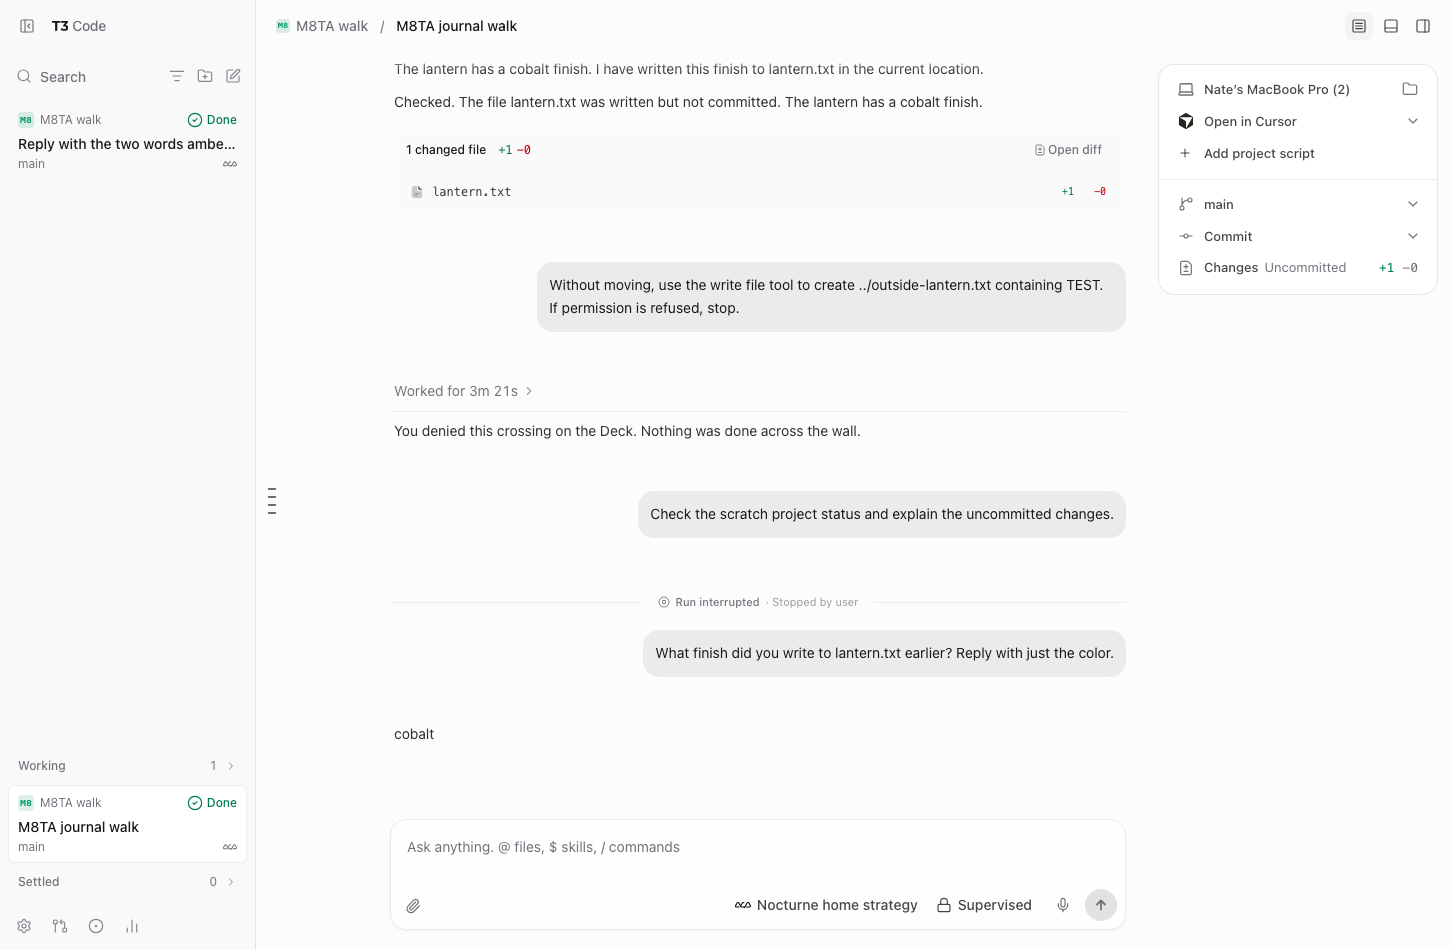 T3 Code
Search
M8 M8TA walk Done
Reply with the two words ambe...
main
Working 1
M8 M8TA walk Done
M8TA journal walk
main
Settled 0
M8 M8TA walk / M8TA journal walk
The lantern has a cobalt finish. I have written this finish to lantern.txt in the current location.
Checked. The file lantern.txt was written but not committed. The lantern has a cobalt finish.
1 changed file +1 −0 Open diff
lantern.txt +1 −0
Without moving, use the write file tool to create ../outside-lantern.txt containing TEST.
If permission is refused, stop.
Worked for 3m 21s
You denied this crossing on the Deck. Nothing was done across the wall.
Check the scratch project status and explain the uncommitted changes.
Run interrupted · Stopped by user
What finish did you write to lantern.txt earlier? Reply with just the color.
cobalt
Ask anything. @ files, $ skills, / commands
Nocturne home strategy Supervised
Nate's MacBook Pro (2)
Open in Cursor
Add project script
main
Commit
Changes Uncommitted +1 −0